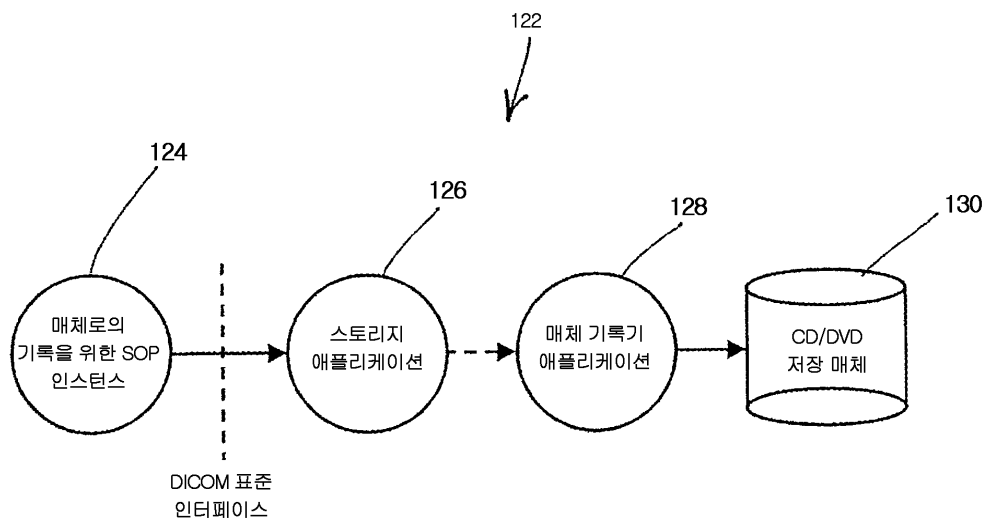 122
124
126
128
130
매체로의
기록을 위한 SOP
인스턴스
스토리지
애플리케이션
매체 기록기
애플리케이션
CD/DVD
저장 매체
DICOM 표준
인터페이스